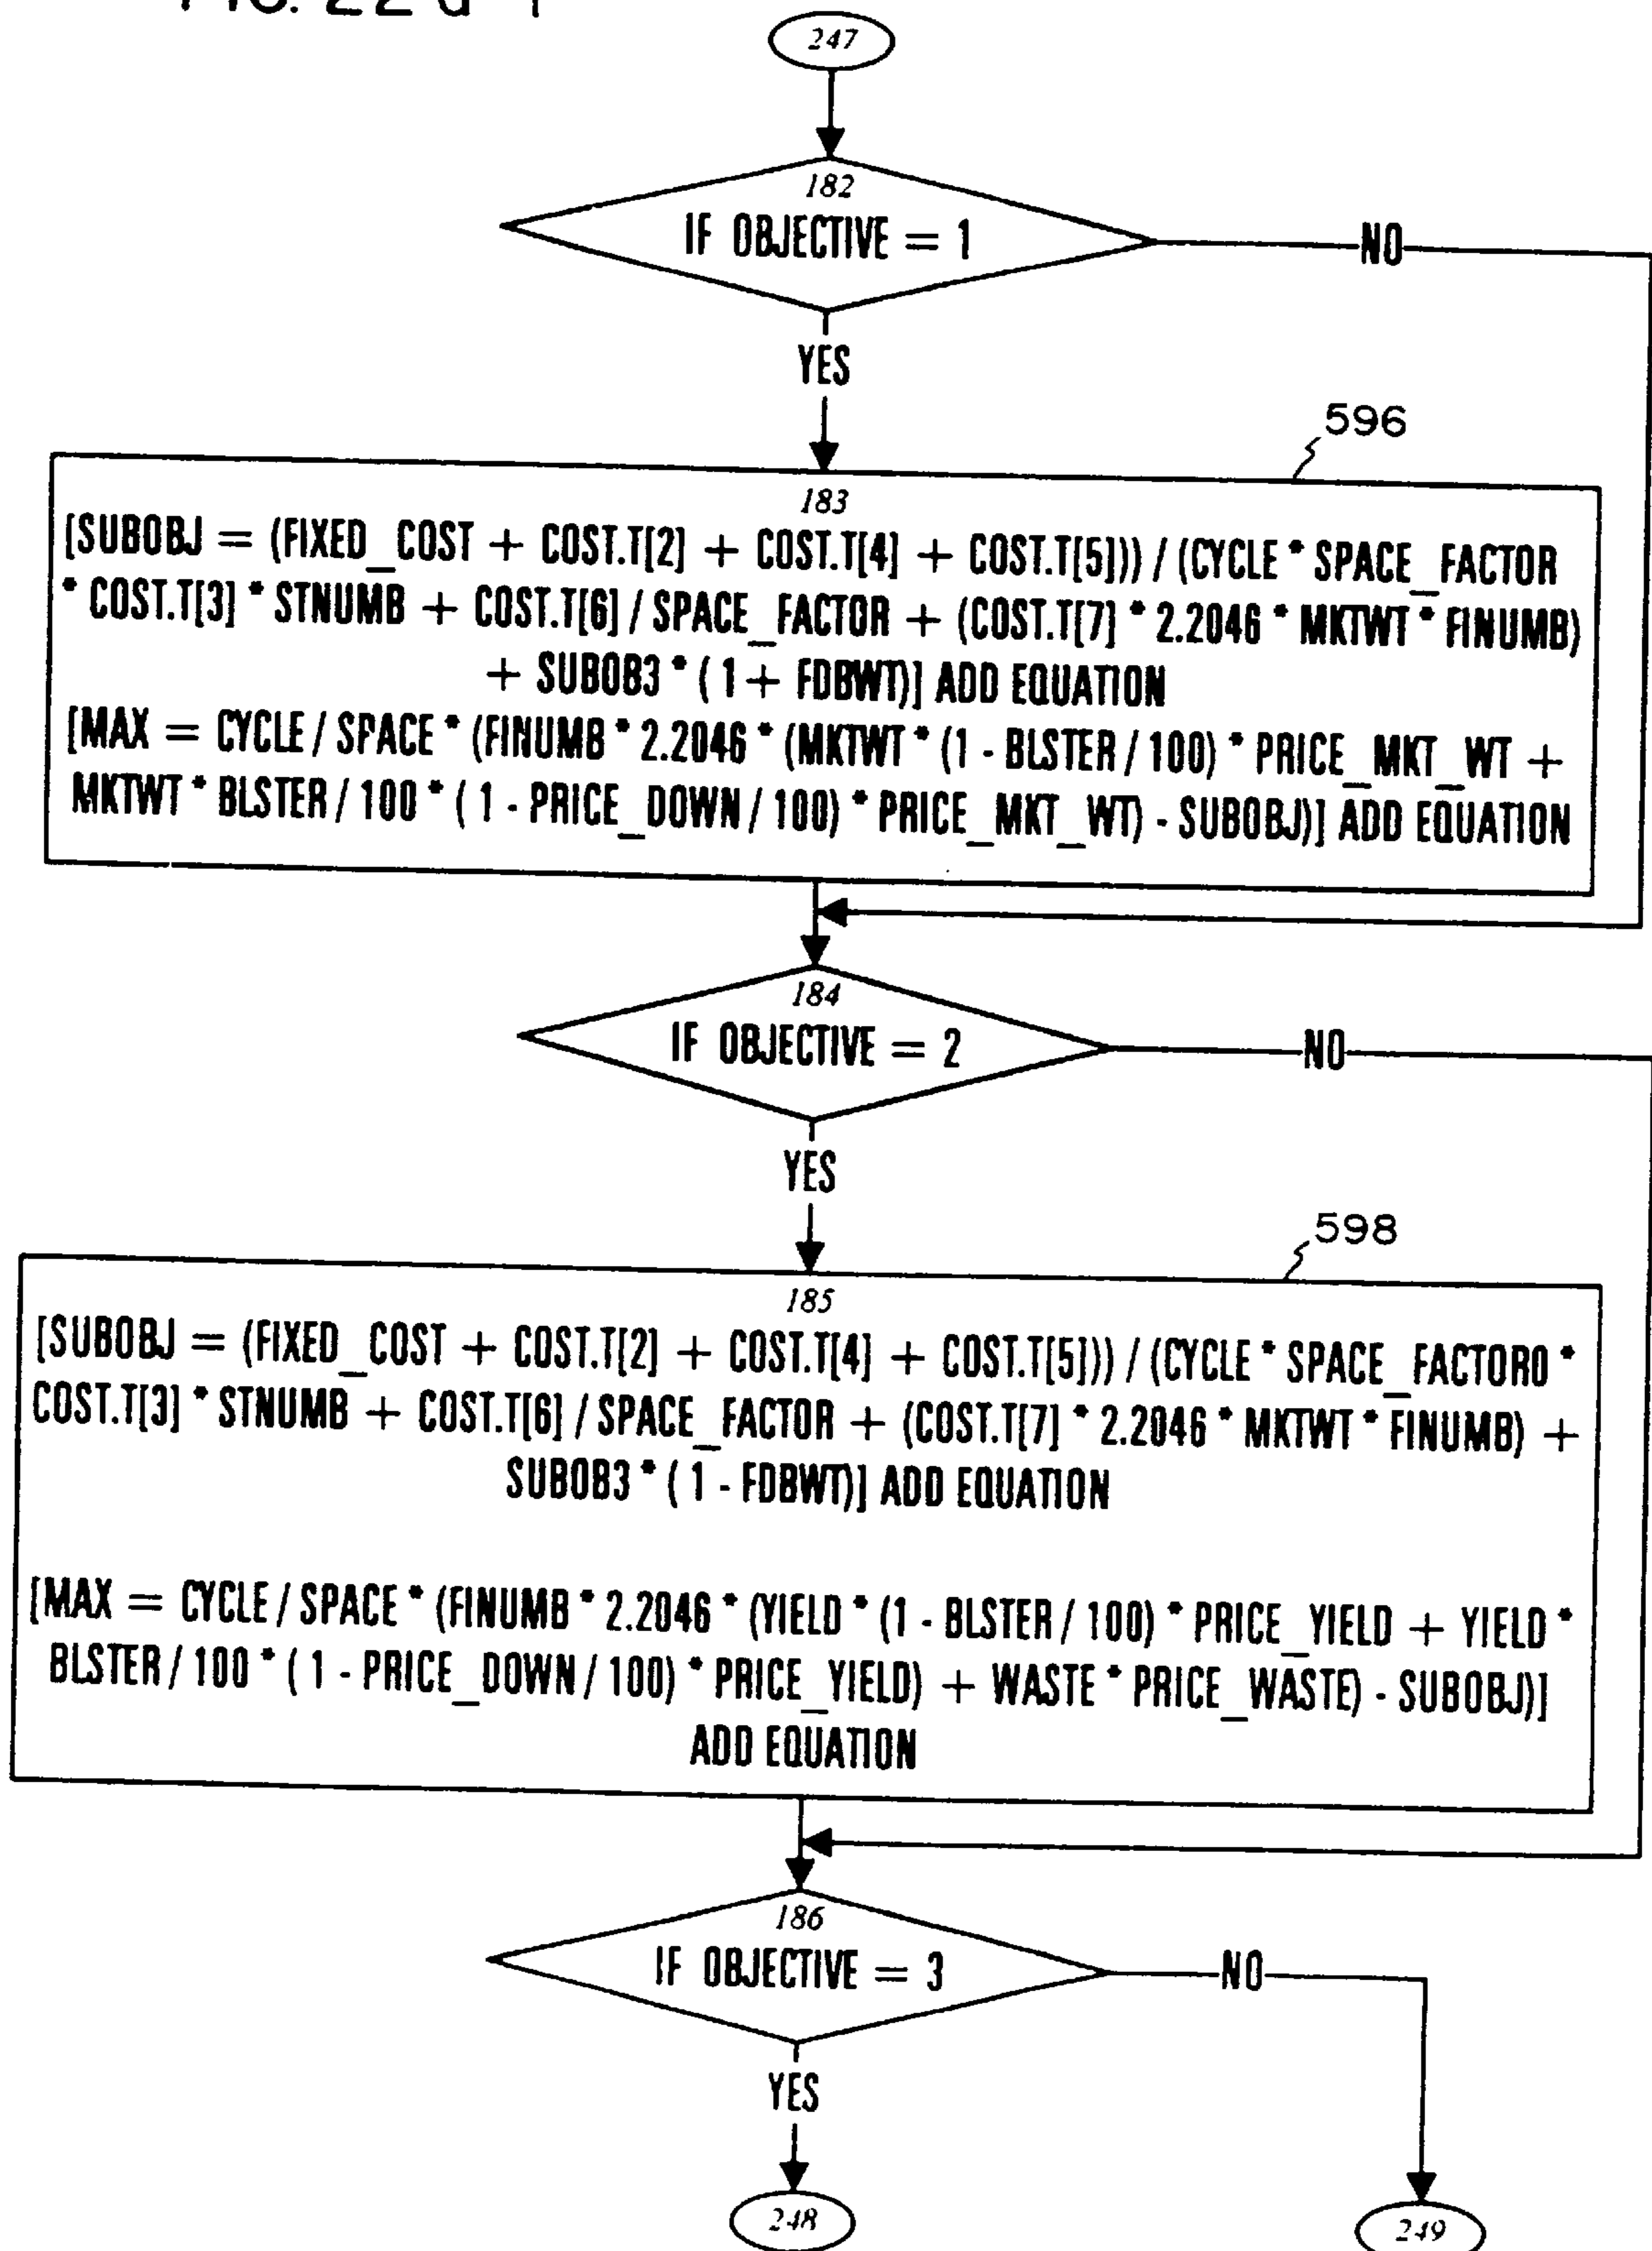 FIG. 22
247
182
IF OBJECTIVE = 1
NO
YES
596
183
[SUBOBJ = (FIXED_COST + COST.T[2] + COST.T[4] + COST.T[5])) / (CYCLE * SPACE_FACTOR
* COST.T[3] * STNUMB + COST.T[6] / SPACE_FACTOR + (COST.T[7] * 2.2046 * MKTWT * FINUMB)
+ SUBOB3 * ( 1 + FDBWT)] ADD EQUATION
[MAX = CYCLE / SPACE * (FINUMB * 2.2046 * (MKTWT * (1 - BLSTER / 100) * PRICE_MKT_WT +
MKTWT * BLSTER / 100 * ( 1 - PRICE_DOWN / 100) * PRICE_MKT_WT) - SUBOBJ)] ADD EQUATION
184
IF OBJECTIVE = 2
NO
YES
598
185
[SUBOBJ = (FIXED_COST + COST.T[2] + COST.T[4] + COST.T[5])) / (CYCLE * SPACE_FACTORO *
COST.T[3] * STNUMB + COST.T[6] / SPACE_FACTOR + (COST.T[7] * 2.2046 * MKTWT * FINUMB) +
SUBOB3 * ( 1 - FDBWT)] ADD EQUATION
[MAX = CYCLE / SPACE * (FINUMB * 2.2046 * (YIELD * (1 - BLSTER / 100) * PRICE_YIELD + YIELD *
BLSTER / 100 * ( 1 - PRICE_DOWN / 100) * PRICE_YIELD) + WASTE * PRICE_WASTE) - SUBOBJ)]
ADD EQUATION
186
IF OBJECTIVE = 3
NO
YES
248
249